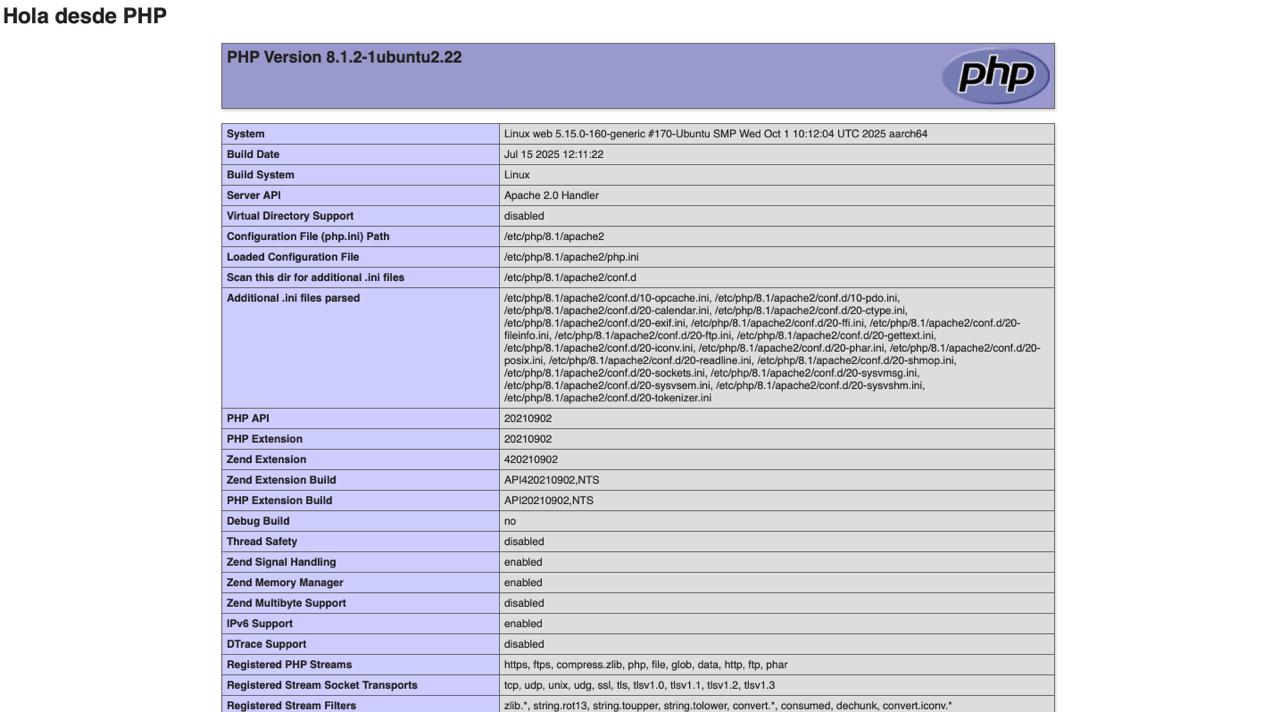 Hola desde PHP
PHP Version 8.1.2-1ubuntu2.22
php
System Linux web 5.15.0-160-generic #170-Ubuntu SMP Wed Oct 1 10:12:04 UTC 2025 aarch64
Build Date Jul 15 2025 12:11:22
Build System Linux
Server API Apache 2.0 Handler
Virtual Directory Support disabled
Configuration File (php.ini) Path /etc/php/8.1/apache2
Loaded Configuration File /etc/php/8.1/apache2/php.ini
Scan this dir for additional .ini files /etc/php/8.1/apache2/conf.d
Additional .ini files parsed /etc/php/8.1/apache2/conf.d/10-opcache.ini, /etc/php/8.1/apache2/conf.d/10-pdo.ini,
/etc/php/8.1/apache2/conf.d/20-calendar.ini, /etc/php/8.1/apache2/conf.d/20-ctype.ini,
/etc/php/8.1/apache2/conf.d/20-exif.ini, /etc/php/8.1/apache2/conf.d/20-ffi.ini, /etc/php/8.1/apache2/conf.d/20-
fileinfo.ini, /etc/php/8.1/apache2/conf.d/20-ftp.ini, /etc/php/8.1/apache2/conf.d/20-gettext.ini,
/etc/php/8.1/apache2/conf.d/20-iconv.ini, /etc/php/8.1/apache2/conf.d/20-phar.ini, /etc/php/8.1/apache2/conf.d/20-
posix.ini, /etc/php/8.1/apache2/conf.d/20-readline.ini, /etc/php/8.1/apache2/conf.d/20-shmop.ini,
/etc/php/8.1/apache2/conf.d/20-sockets.ini, /etc/php/8.1/apache2/conf.d/20-sysvmsg.ini,
/etc/php/8.1/apache2/conf.d/20-sysvsem.ini, /etc/php/8.1/apache2/conf.d/20-sysvshm.ini,
/etc/php/8.1/apache2/conf.d/20-tokenizer.ini
PHP API 20210902
PHP Extension 20210902
Zend Extension 420210902
Zend Extension Build API420210902,NTS
PHP Extension Build API20210902,NTS
Debug Build no
Thread Safety disabled
Zend Signal Handling enabled
Zend Memory Manager enabled
Zend Multibyte Support disabled
IPv6 Support enabled
DTrace Support disabled
Registered PHP Streams https, ftps, compress.zlib, php, file, glob, data, http, ftp, phar
Registered Stream Socket Transports tcp, udp, unix, udg, ssl, tls, tlsv1.0, tlsv1.1, tlsv1.2, tlsv1.3
Registered Stream Filters zlib.*, string.rot13, string.toupper, string.tolower, convert.*, consumed, dechunk, convert.iconv.*